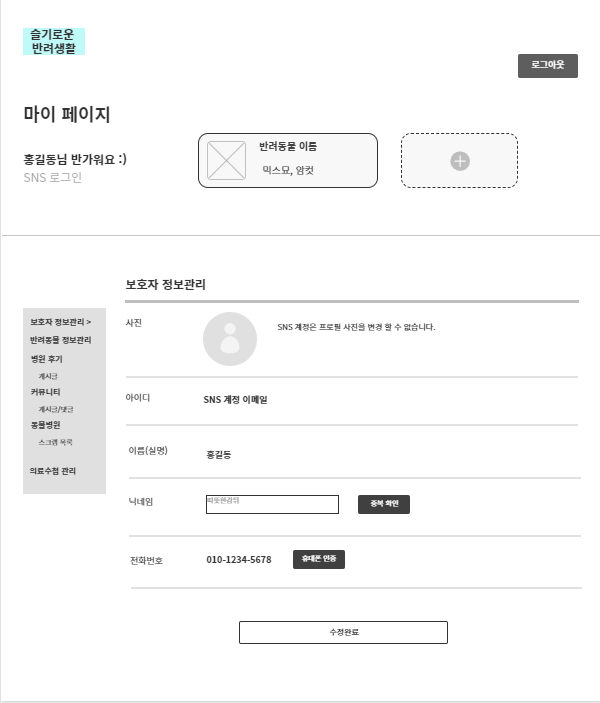 슬기로운
반려생활
로그아웃
마이 페이지
홍길동님 반가워요 :)
SNS 로그인
반려동물 이름
믹스묘, 암컷
보호자 정보관리
보호자 정보관리 >
반려동물 정보관리
병원 후기
게시글
커뮤니티
게시글/댓글
동물병원
스크랩 목록
의료수첩 관리
사진
SNS 계정은 프로필 사진을 변경 할 수 없습니다.
아이디
SNS 계정 이메일
이름(실명)
홍길동
닉네임
중복 확인
전화번호
010-1234-5678
휴대폰 인증
수정완료